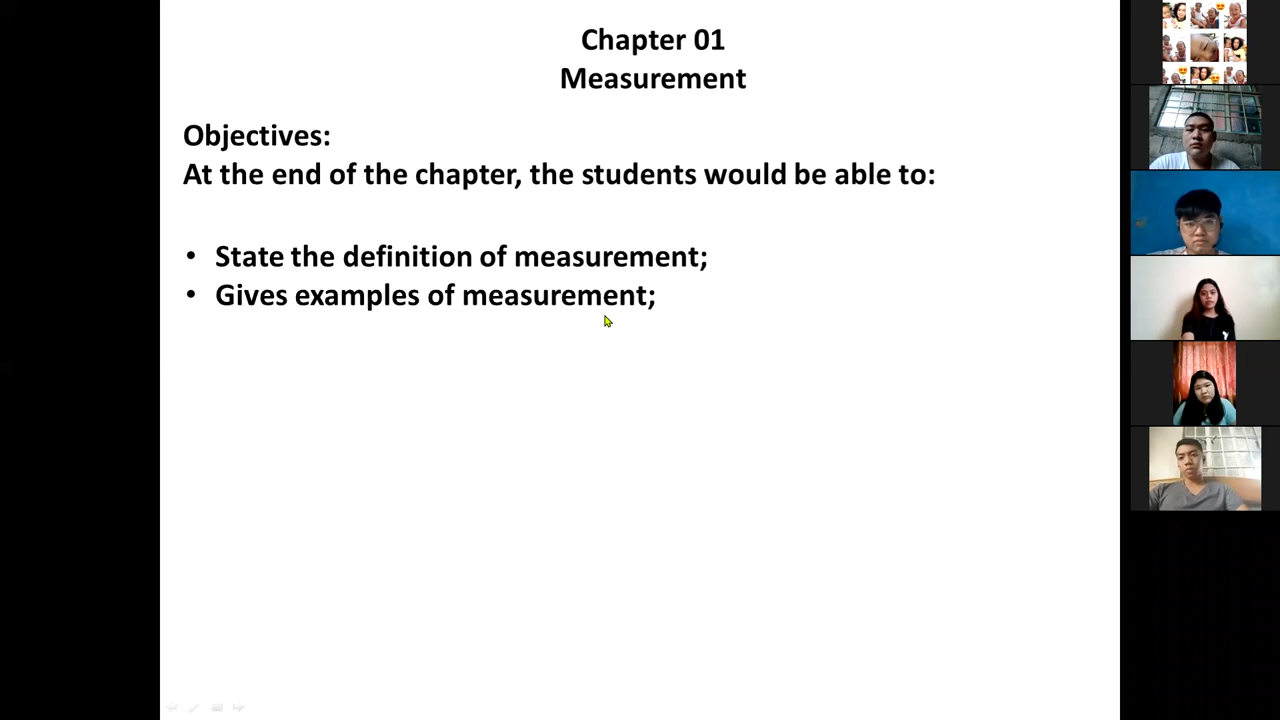 Chapter 01
Measurement
Objectives:
At the end of the chapter, the students would be able to:
• State the definition of measurement;
• Gives examples of measurement;